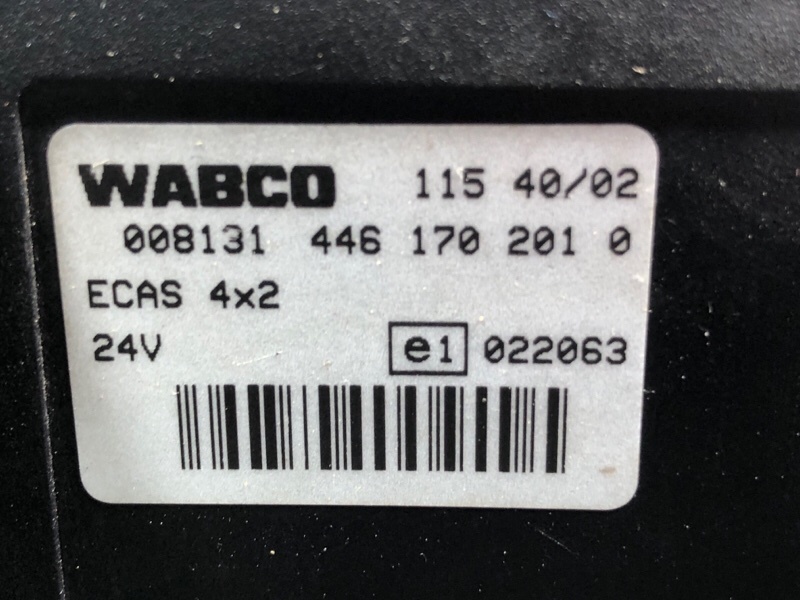 WABCO 115 40/02
008131 446 170 201 0
ECAS 4x2
24V e1 022063